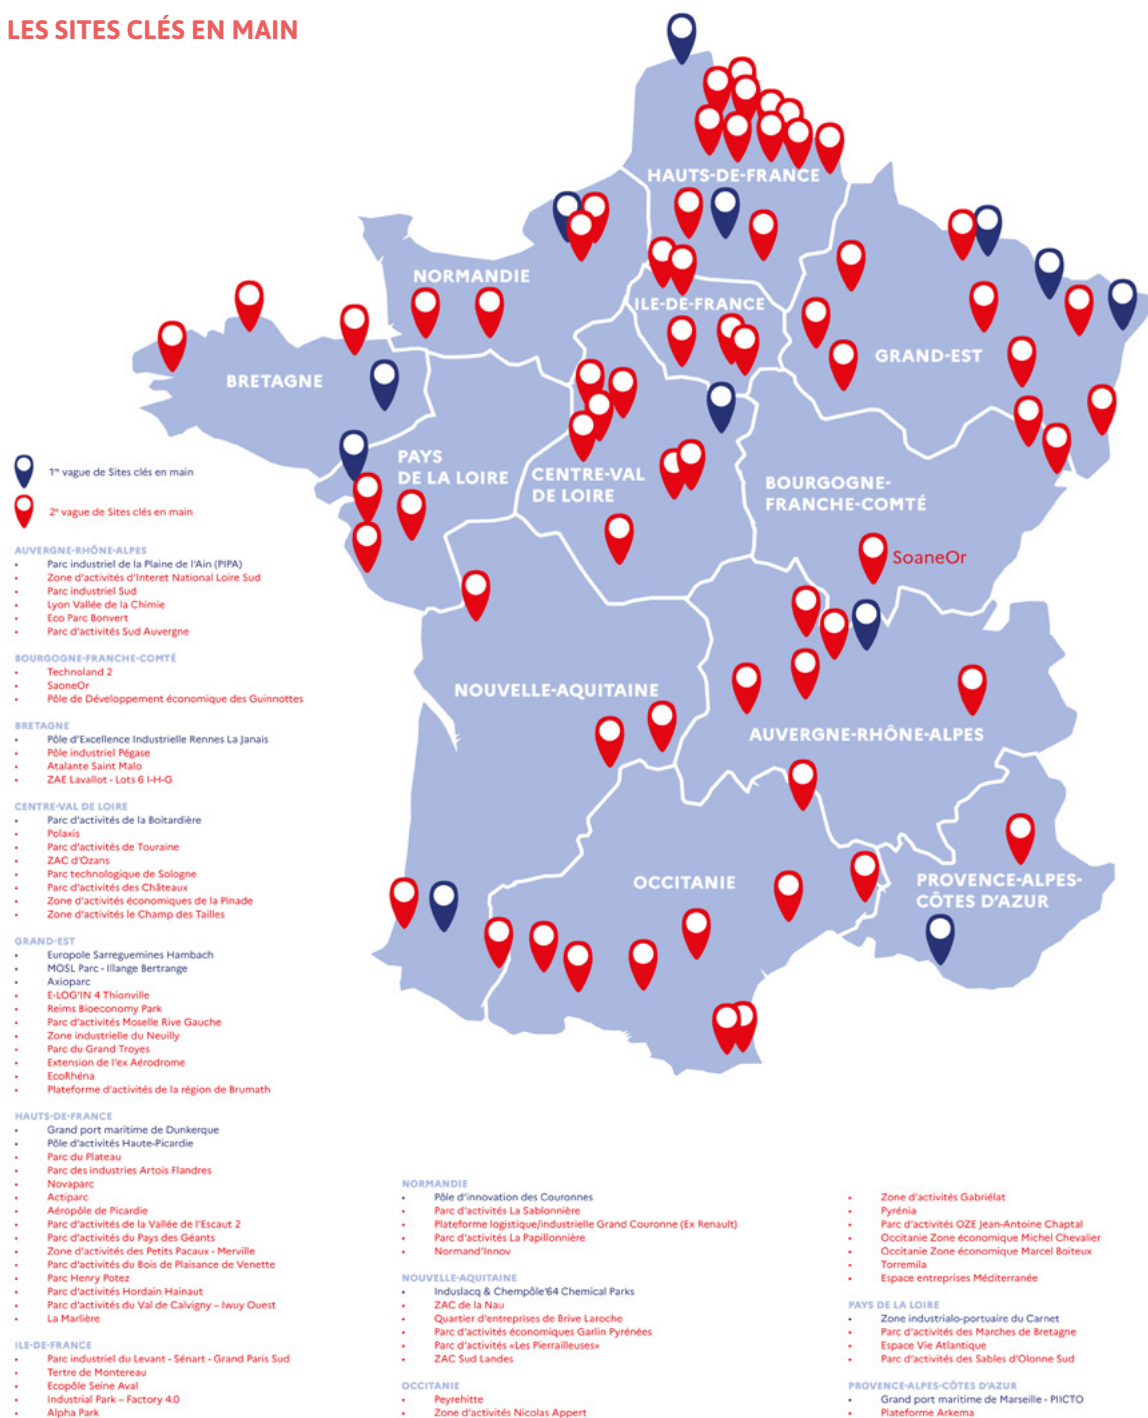 LES SITES CLÉS EN MAIN
HAUTS-DE-FRANCE
NORMANDIE
ILE-DE-FRANCE
GRAND-EST
BRETAGNE
PAYS
DE LA LOIRE
CENTRE-VAL
DE LOIRE
BOURGOGNE-
FRANCHE-COMTÉ
SoaneOr
NOUVELLE-AQUITAINE
AUVERGNE-RHÔNE-ALPES
OCCITANIE
PROVENCE-ALPES-
CÔTES D'AZUR
1re vague de Sites clés en main
2e vague de Sites clés en main
AUVERGNE-RHÔNE-ALPES
• Parc industriel de la Plaine de l'Ain (PIPA)
• Zone d'activités d'Interet National Loire Sud
• Parc industriel Sud
• Lyon Vallée de la Chimie
• Eco Parc Bonvert
• Parc d'activités Sud Auvergne
BOURGOGNE-FRANCHE-COMTÉ
• Technoland 2
• SaoneOr
• Pôle de Développement économique des Guinnottes
BRETAGNE
• Pôle d'Excellence Industrielle Rennes La Janais
• Pôle industriel Pégase
• Atalante Saint Malo
• ZAE Lavallot - Lots 6 I-H-G
CENTRE-VAL DE LOIRE
• Parc d'activités de la Boitardière
• Polaxis
• Parc d'activités de Touraine
• ZAC d'Ozans
• Parc technologique de Sologne
• Parc d'activités des Châteaux
• Zone d'activités économiques de la Pinade
• Zone d'activités le Champ des Tailles
GRAND-EST
• Europole Sarreguemines Hambach
• MOSL Parc - Illange Bertrange
• Axioparc
• E-LOG'IN 4 Thionville
• Reims Bioeconomy Park
• Parc d'activités Moselle Rive Gauche
• Zone industrielle du Neuilly
• Parc du Grand Troyes
• Extension de l'ex Aérodrome
• EcoRhéna
• Plateforme d'activités de la région de Brumath
HAUTS-DE-FRANCE
• Grand port maritime de Dunkerque
• Pôle d'activités Haute-Picardie
• Parc du Plateau
• Parc des industries Artois Flandres
• Novaparc
• Actiparc
• Aéropôle de Picardie
• Parc d'activités de la Vallée de l'Escaut 2
• Parc d'activités du Pays des Géants
• Zone d'activités des Petits Pacaux - Merville
• Parc d'activités du Bois de Plaisance de Venette
• Parc Henry Potez
• Parc d'activités Hordain Hainaut
• Parc d'activités du Val de Calvigny – Iwuy Ouest
• La Marlière
ILE-DE-FRANCE
• Parc industriel du Levant - Sénart - Grand Paris Sud
• Tertre de Montereau
• Ecopôle Seine Aval
• Industrial Park – Factory 4.0
• Alpha Park
NORMANDIE
• Pôle d'innovation des Couronnes
• Parc d'activités La Sablonnière
• Plateforme logistique/industrielle Grand Couronne (Ex Renault)
• Parc d'activités La Papillonnière
• Normand'Innov
NOUVELLE-AQUITAINE
• Induslacq & Chempôle'64 Chemical Parks
• ZAC de la Nau
• Quartier d'entreprises de Brive Laroche
• Parc d'activités économiques Garlin Pyrénées
• Parc d'activités «Les Pierrailleuses»
• ZAC Sud Landes
OCCITANIE
• Peyrehitte
• Zone d'activités Nicolas Appert
• Zone d'activités Gabriélat
• Pyrénia
• Parc d'activités OZE Jean-Antoine Chaptal
• Occitanie Zone économique Michel Chevalier
• Occitanie Zone économique Marcel Boiteux
• Torremila
• Espace entreprises Méditerranée
PAYS DE LA LOIRE
• Zone industrialo-portuaire du Carnet
• Parc d'activités des Marches de Bretagne
• Espace Vie Atlantique
• Parc d'activités des Sables d'Olonne Sud
PROVENCE-ALPES-CÔTES D'AZUR
• Grand port maritime de Marseille - PIICTO
• Plateforme Arkema